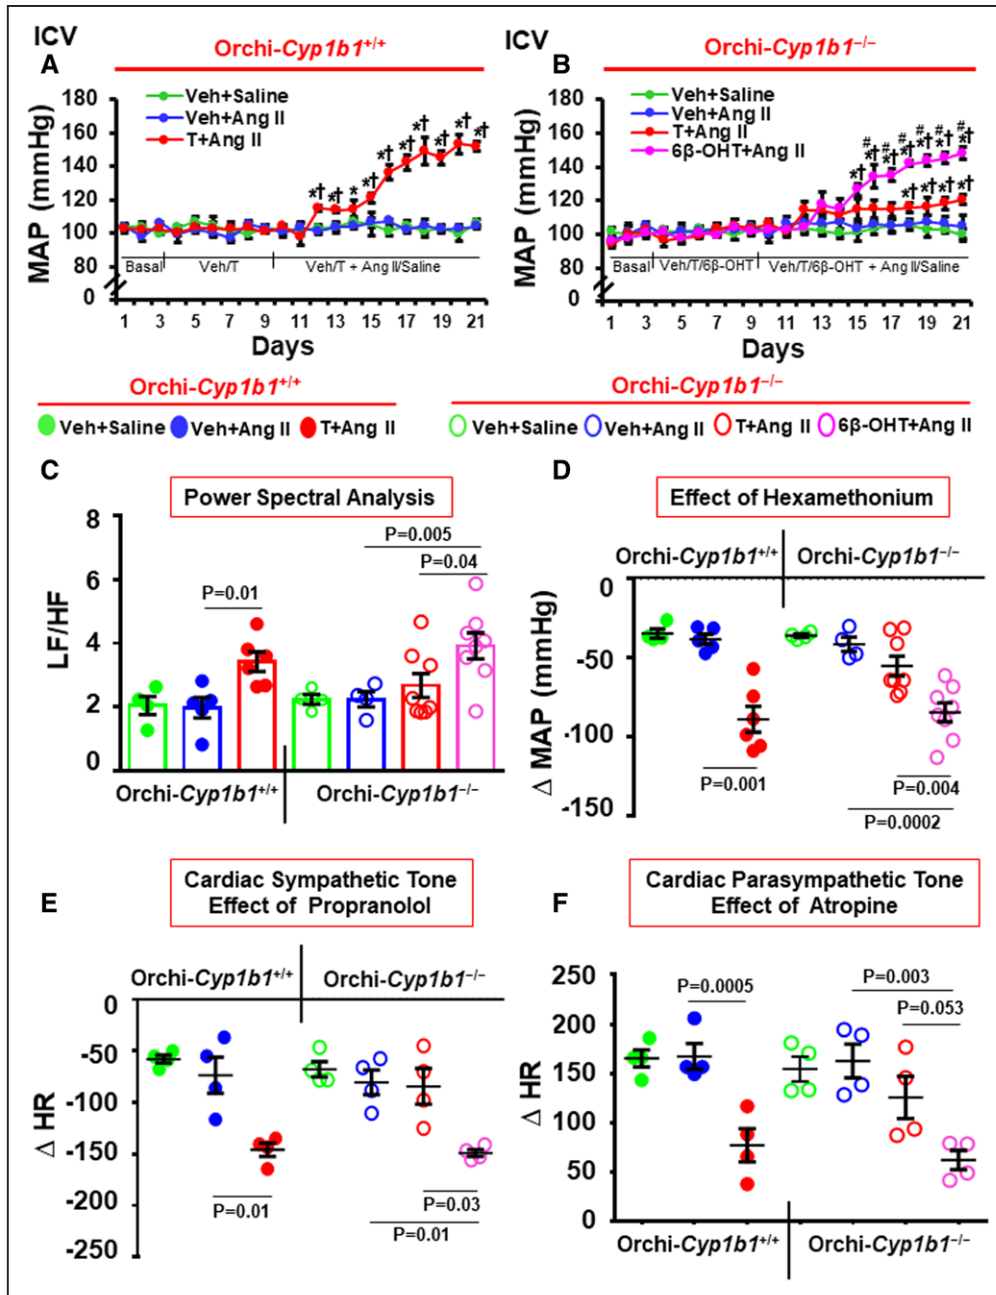 ICV
A
Orchi-Cyp1b1+/+
Veh+Saline
Veh+Ang II
T+Ang II
MAP (mmHg)
180
160
140
120
100
80
0
*† *† * *† *† *† *† *† *† *†
Basal
Veh/T
Veh/T + Ang II/Saline
1 3 5 7 9 11 13 15 17 19 21
Days
ICV
B
Orchi-Cyp1b1−/−
Veh+Saline
Veh+Ang II
T+Ang II
6β-OHT+Ang II
MAP (mmHg)
180
160
140
120
100
80
0
# # # # # #
*† *† *† *† *† *† *†
*† *† *† *†
Basal
Veh/T/6β-OHT
Veh/T/6β-OHT + Ang II/Saline
1 3 5 7 9 11 13 15 17 19 21
Days
Orchi-Cyp1b1+/+
Veh+Saline Veh+Ang II T+Ang II
Orchi-Cyp1b1−/−
Veh+Saline Veh+Ang II T+Ang II 6β-OHT+Ang II
C
Power Spectral Analysis
LF/HF
8
6
4
2
0
P=0.01
P=0.005
P=0.04
Orchi-Cyp1b1+/+ Orchi-Cyp1b1−/−
D
Effect of Hexamethonium
Orchi-Cyp1b1+/+ Orchi-Cyp1b1−/−
Δ MAP (mmHg)
0
-50
-100
-150
P=0.001
P=0.004
P=0.0002
E
Cardiac Sympathetic Tone
Effect of Propranolol
Orchi-Cyp1b1+/+ Orchi-Cyp1b1−/−
Δ HR
0
-50
-100
-150
-200
-250
P=0.01
P=0.03
P=0.01
F
Cardiac Parasympathetic Tone
Effect of Atropine
Δ HR
250
200
150
100
50
0
P=0.0005
P=0.003
P=0.053
Orchi-Cyp1b1+/+ Orchi-Cyp1b1−/−